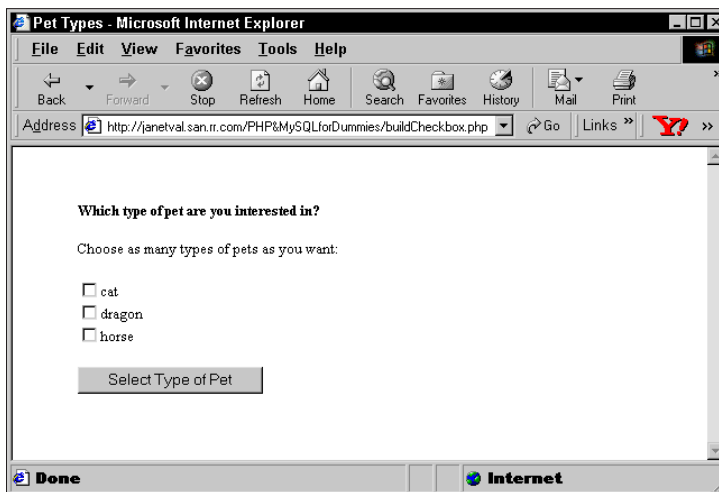 Pet Types - Microsoft Internet Explorer
File Edit View Favorites Tools Help
Back Forward Stop Refresh Home Search Favorites History Mail Print »
Address http://janetval.san.rr.com/PHP&MySQLforDummies/buildCheckbox.php Go Links » Y! »
Which type of pet are you interested in?
Choose as many types of pets as you want:
cat
dragon
horse
Select Type of Pet
Done Internet